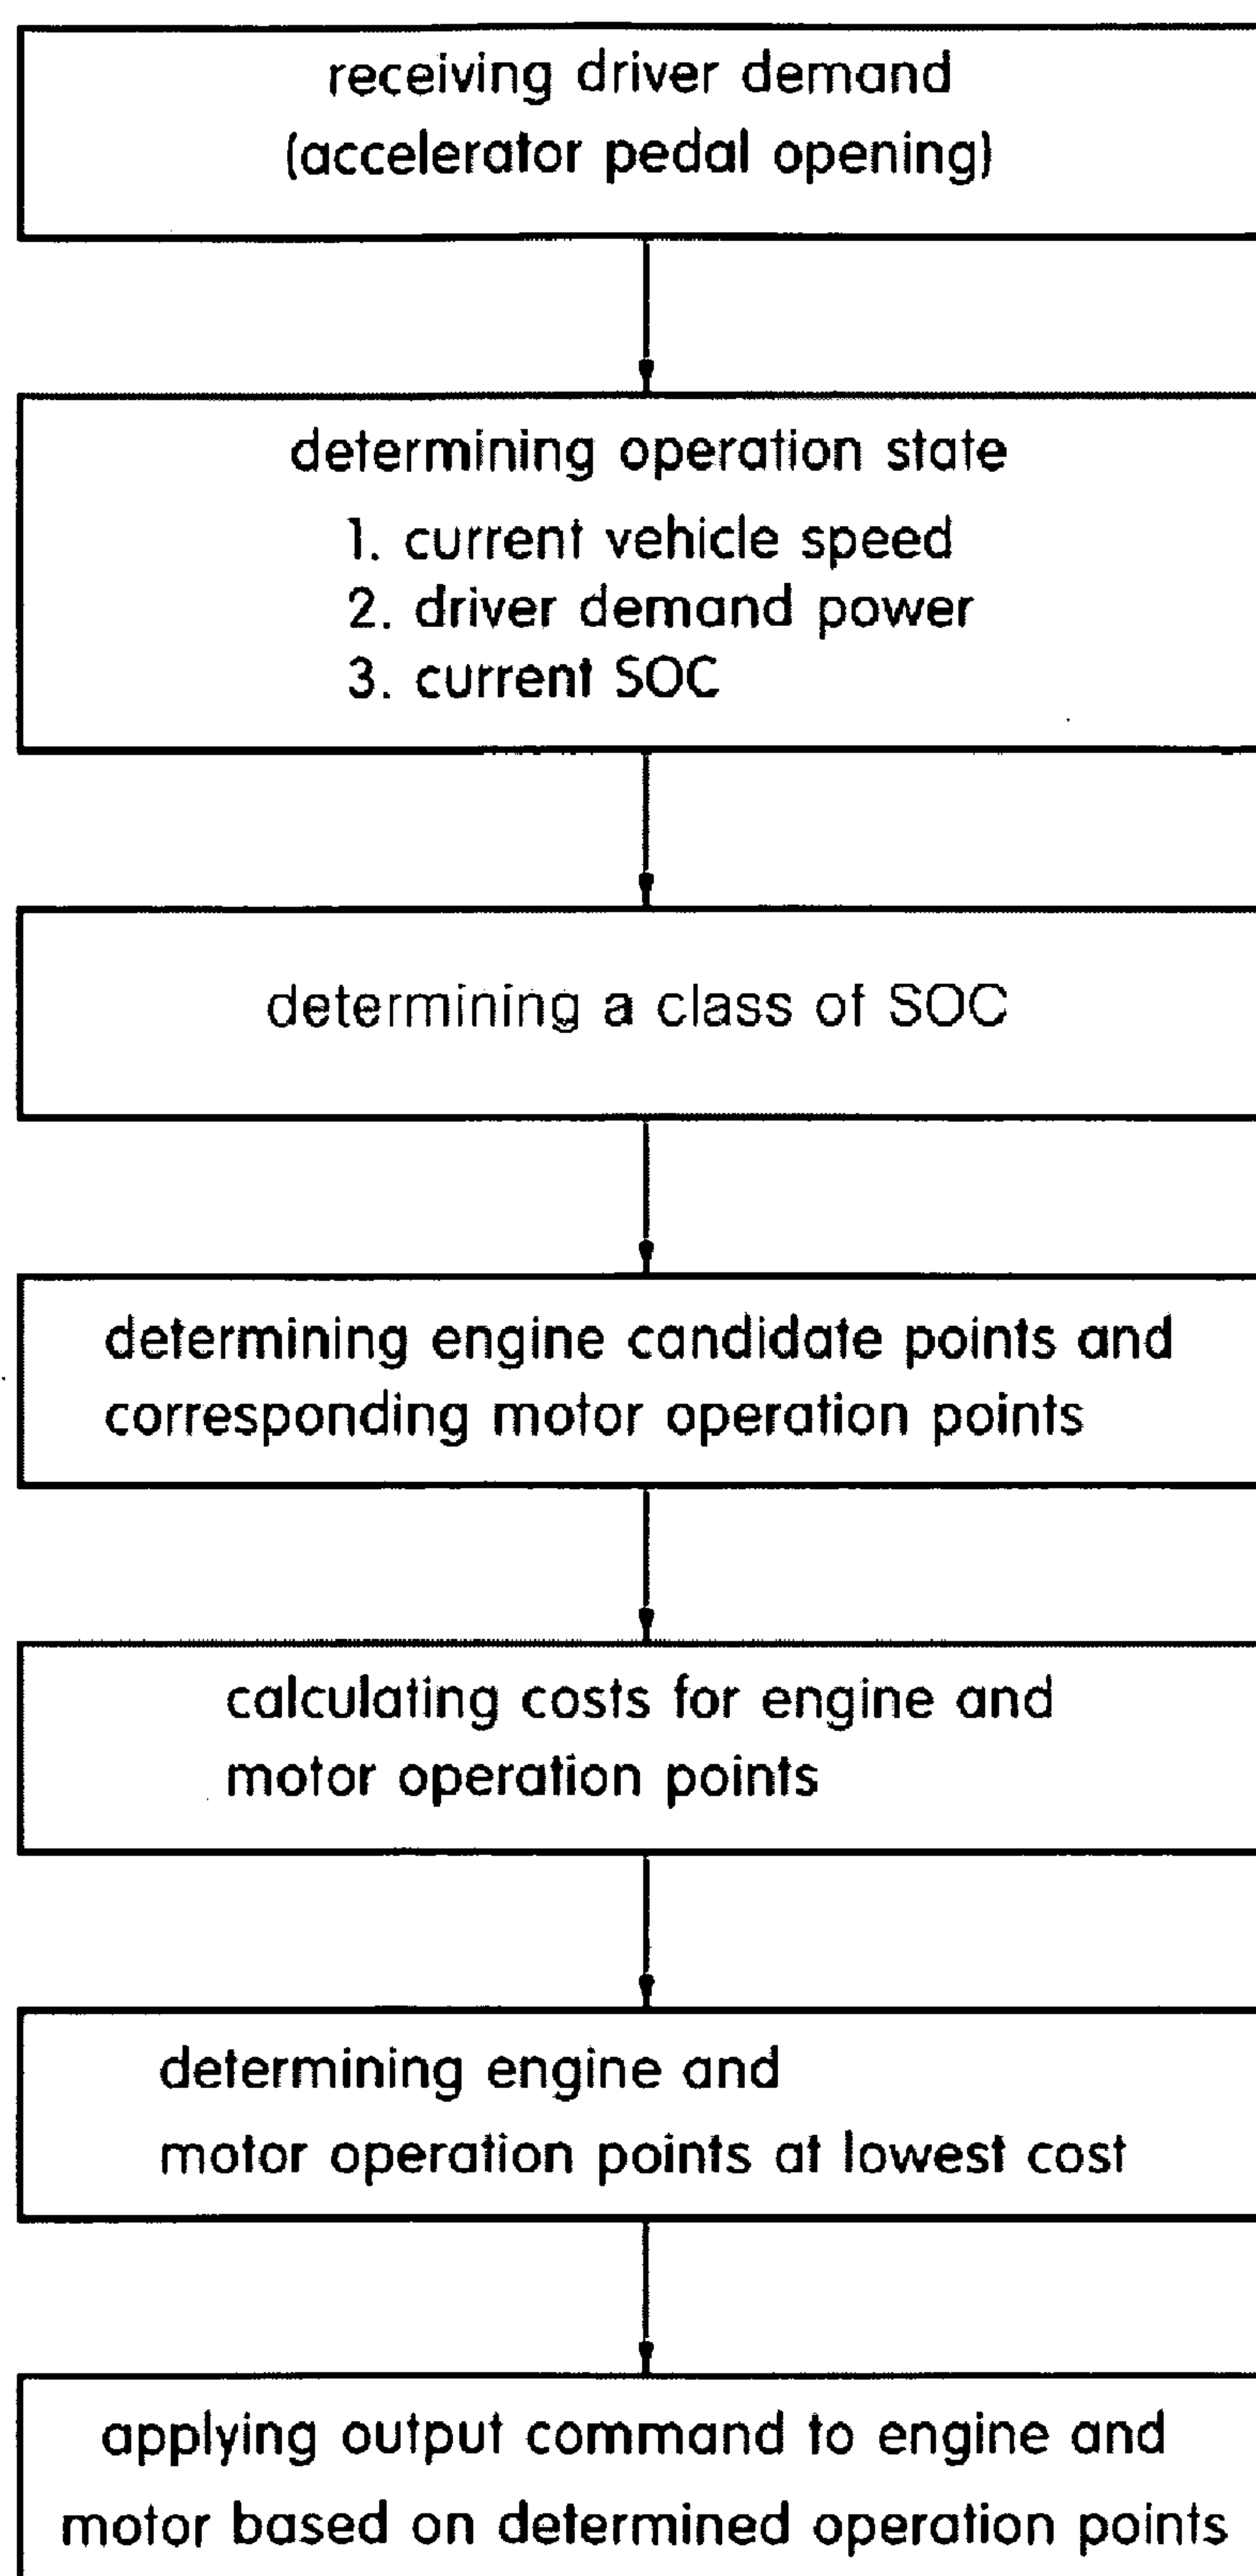 receiving driver demand
(accelerator pedal opening)
determining operation state
1. current vehicle speed
2. driver demand power
3. current SOC
determining a class of SOC
determining engine candidate points and
corresponding motor operation points
calculating costs for engine and
motor operation points
determining engine and
motor operation points at lowest cost
applying output command to engine and
motor based on determined operation points